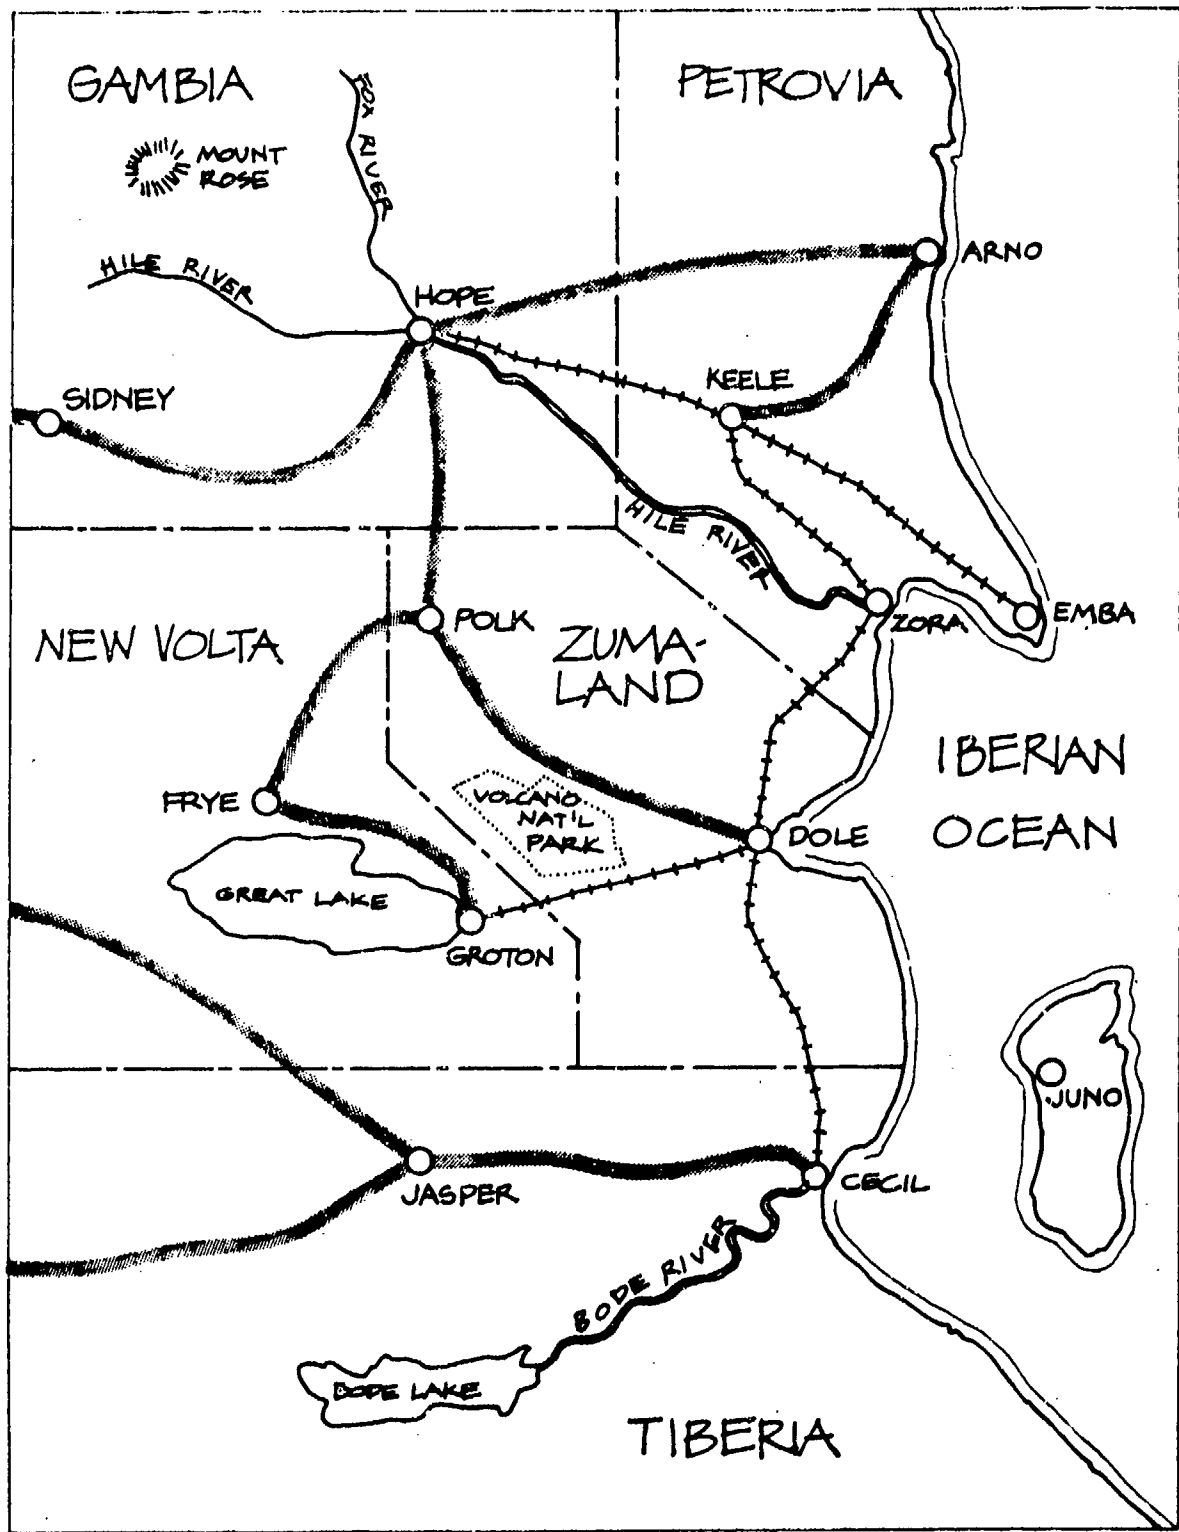 GAMBIA
PETROVIA
FOX RIVER
MOUNT
ROSE
HILE RIVER
ARNO
HOPE
KEELE
SIDNEY
HILE RIVER
ZORA
EMBA
NEW VOLTA
POLK
ZUMA-
LAND
IBERIAN
OCEAN
FRYE
VOLCANO
NAT'L
PARK
DOLE
GREAT LAKE
GROTON
JUNO
JASPER
CECIL
BODE RIVER
BODE LAKE
TIBERIA